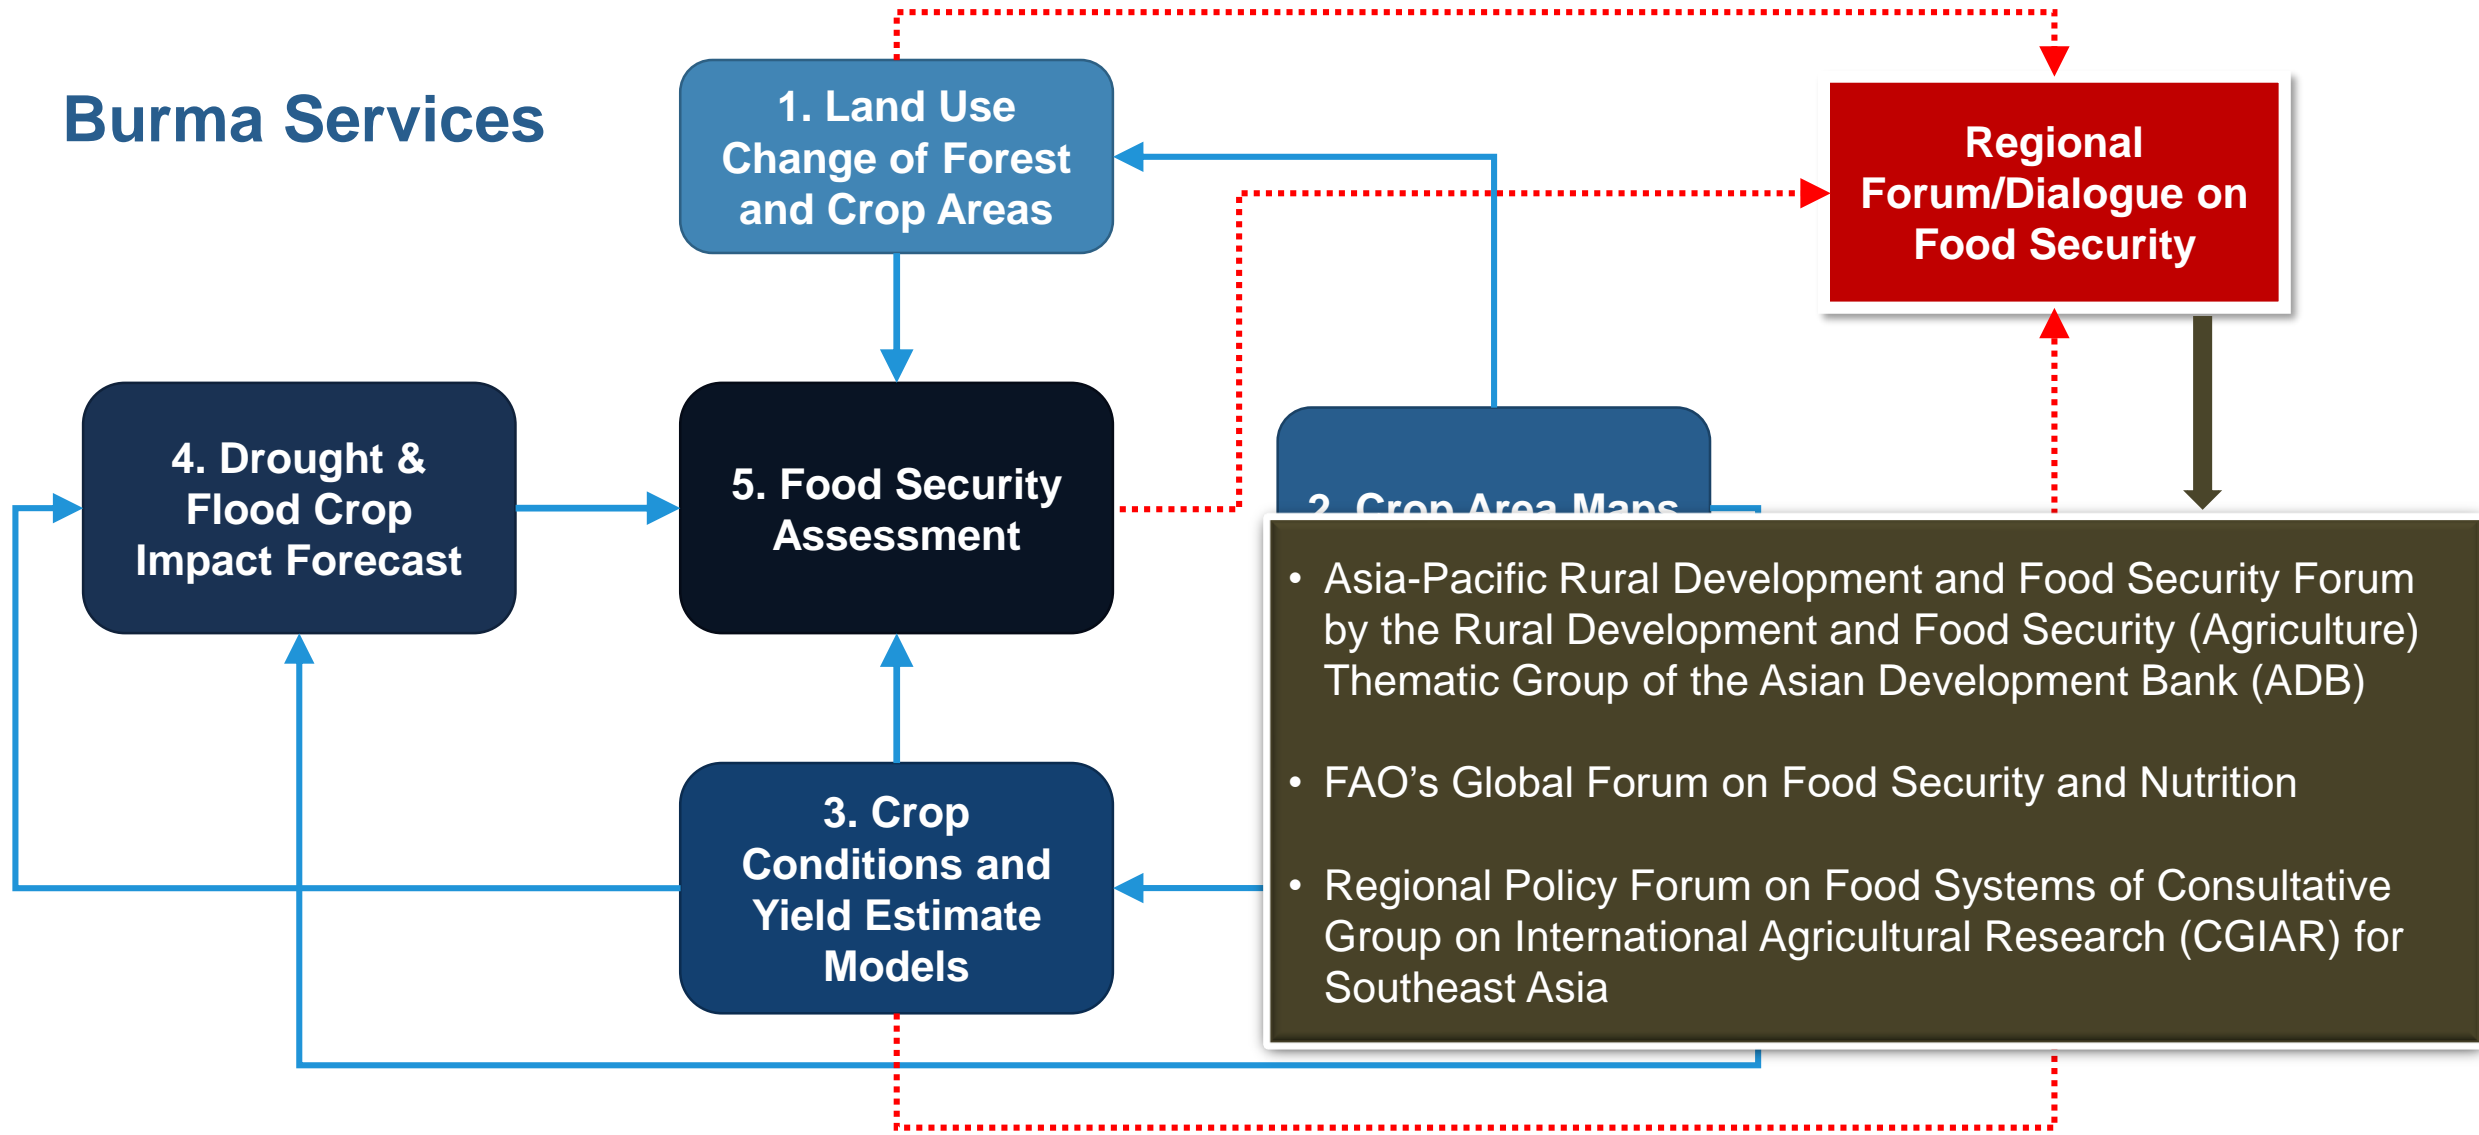 Burma Services
1. Land Use
Change of Forest
and Crop Areas
Regional
Forum/Dialogue on
Food Security
4. Drought &
Flood Crop
Impact Forecast
5. Food Security
Assessment
2. Crop Area Maps
3. Crop
Conditions and
Yield Estimate
Models
• Asia-Pacific Rural Development and Food Security Forum
by the Rural Development and Food Security (Agriculture)
Thematic Group of the Asian Development Bank (ADB)
• FAO’s Global Forum on Food Security and Nutrition
• Regional Policy Forum on Food Systems of Consultative
Group on International Agricultural Research (CGIAR) for
Southeast Asia